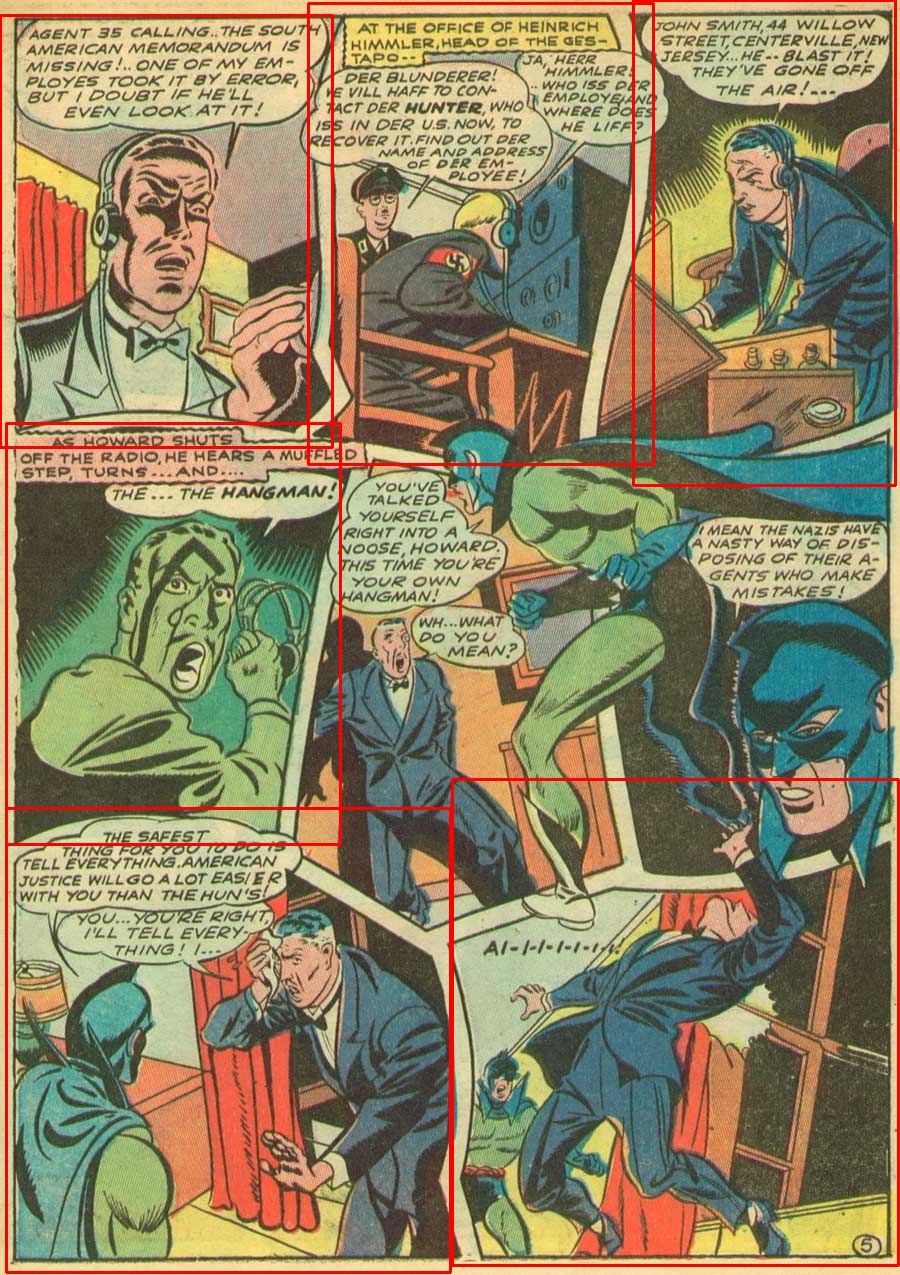 AGENT 35 CALLING.. THE SOUTH
AMERICAN MEMORANDUM IS
MISSING!.. ONE OF MY EM-
PLOYES TOOK IT BY ERROR,
BUT I DOUBT IF HE'LL
EVEN LOOK AT IT!
AT THE OFFICE OF HEINRICH
HIMMLER, HEAD OF THE GES-
TAPO--
DER BLUNDERER!
WE VILL HAFF TO CON-
TACT DER HUNTER, WHO
ISS IN DER U.S. NOW, TO
RECOVER IT. FIND OUT DER
NAME AND ADDRESS
OF DER EM-
PLOYEE!
JA, HERR
HIMMLER!
.. WHO ISS DER
EMPLOYE AND
WHERE DOES
HE LIFF?
JOHN SMITH, 44 WILLOW
STREET, CENTERVILLE, NEW
JERSEY... HE-- BLAST IT!
THEY'VE GONE OFF
THE AIR!...
AS HOWARD SHUTS
OFF THE RADIO, HE HEARS A MUFFLED
STEP, TURNS... AND....
THE... THE HANGMAN!
YOU'VE
TALKED
YOURSELF
RIGHT INTO A
NOOSE, HOWARD.
THIS TIME YOU'RE
YOUR OWN
HANGMAN!
WH...WHAT
DO YOU
MEAN?
I MEAN THE NAZIS HAVE
A NASTY WAY OF DIS-
POSING OF THEIR A-
GENTS WHO MAKE
MISTAKES!
THE SAFEST
THING FOR YOU TO DO IS
TELL EVERYTHING. AMERICAN
JUSTICE WILL GO A LOT EASIER
WITH YOU THAN THE HUN'S!
YOU... YOU'RE RIGHT,
I'LL TELL EVERY-
THING! I...
AI-I-I-I-I-I-I!
5